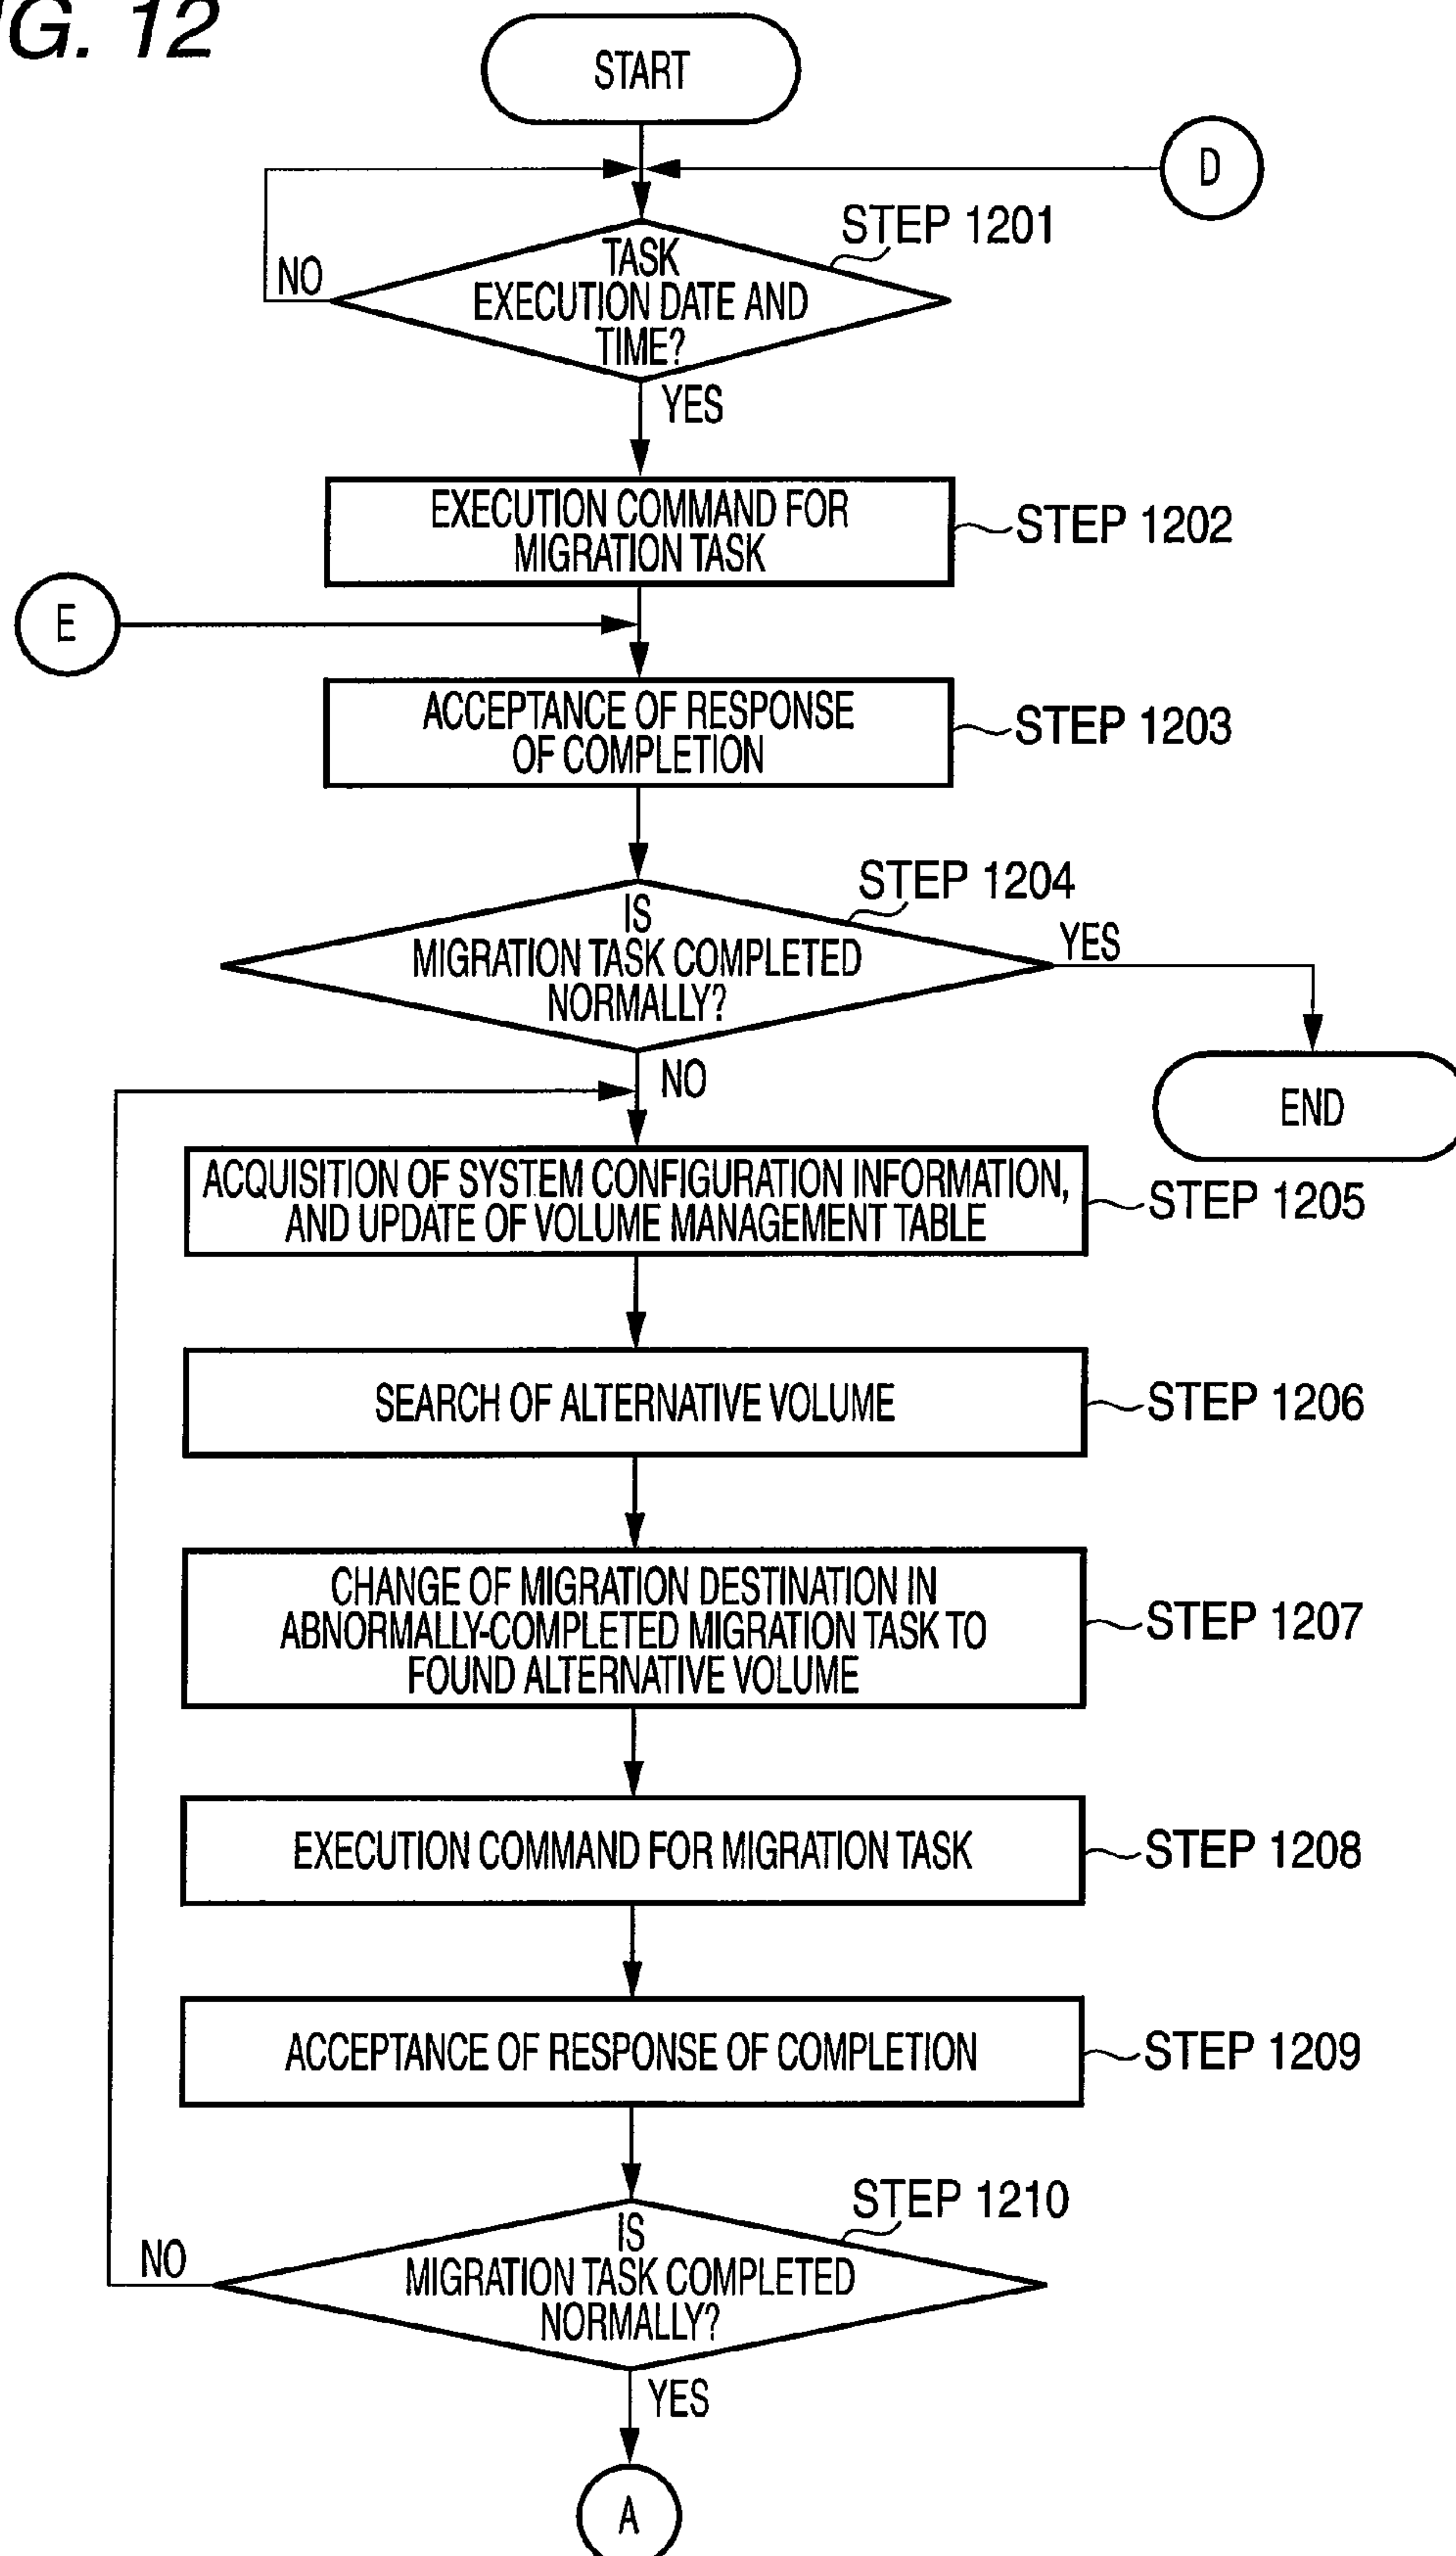 G. 12
START
D
STEP 1201
TASK
EXECUTION DATE AND
TIME?
NO
YES
EXECUTION COMMAND FOR
MIGRATION TASK
STEP 1202
E
ACCEPTANCE OF RESPONSE
OF COMPLETION
STEP 1203
STEP 1204
IS
MIGRATION TASK COMPLETED
NORMALLY?
YES
NO
END
ACQUISITION OF SYSTEM CONFIGURATION INFORMATION,
AND UPDATE OF VOLUME MANAGEMENT TABLE
STEP 1205
SEARCH OF ALTERNATIVE VOLUME
STEP 1206
CHANGE OF MIGRATION DESTINATION IN
ABNORMALLY-COMPLETED MIGRATION TASK TO
FOUND ALTERNATIVE VOLUME
STEP 1207
EXECUTION COMMAND FOR MIGRATION TASK
STEP 1208
ACCEPTANCE OF RESPONSE OF COMPLETION
STEP 1209
STEP 1210
IS
MIGRATION TASK COMPLETED
NORMALLY?
NO
YES
A